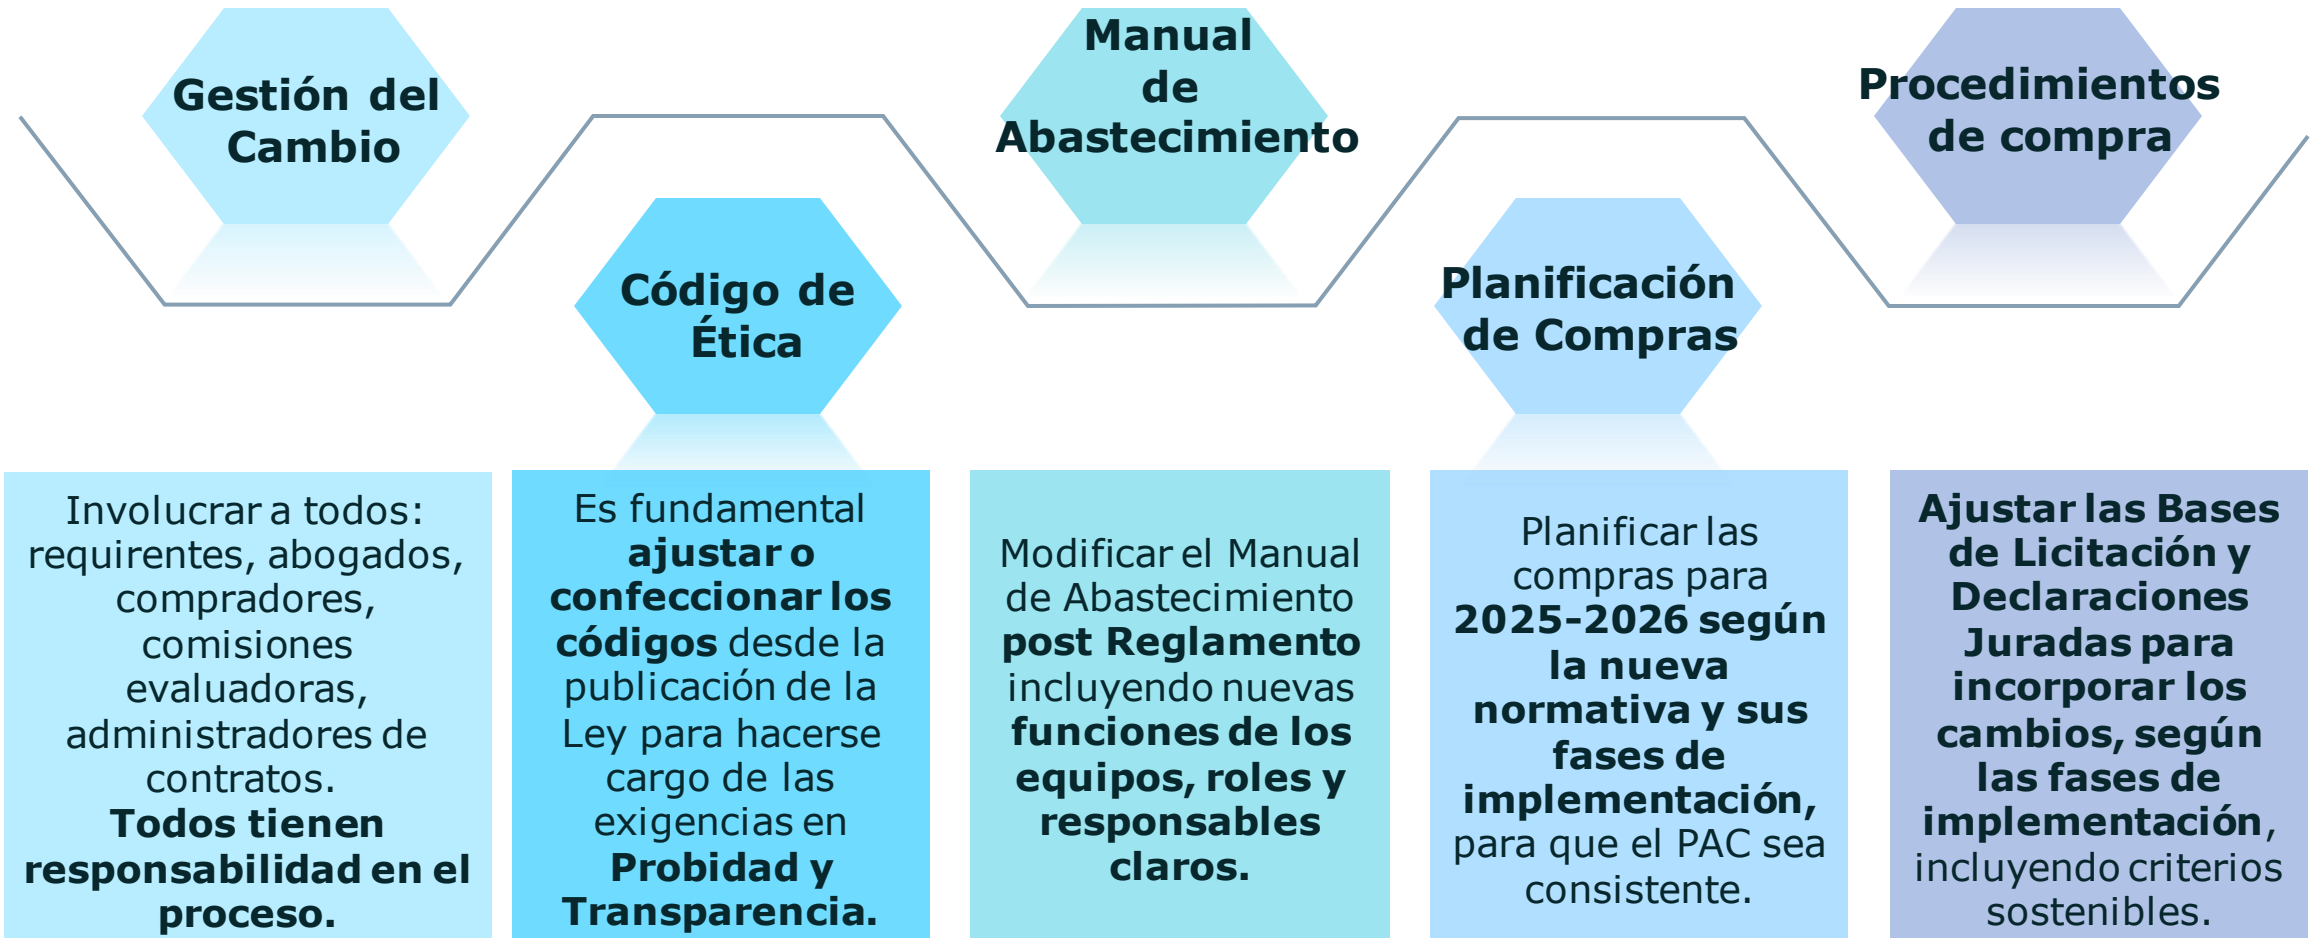 Gestión del
Cambio
Involucrar a todos:
requirentes, abogados,
compradores,
comisiones
evaluadoras,
administradores de
contratos.
Todos tienen
responsabilidad en el
proceso.
Código de
Ética
Es fundamental
ajustar o
confeccionar los
códigos desde la
publicación de la
Ley para hacerse
cargo de las
exigencias en
Probidad y
Transparencia.
Manual
de
Abastecimiento
Modificar el Manual
de Abastecimiento
post Reglamento
incluyendo nuevas
funciones de los
equipos, roles y
responsables
claros.
Planificación
de Compras
Planificar las
compras para
2025-2026 según
la nueva
normativa y sus
fases de
implementación,
para que el PAC sea
consistente.
Procedimientos
de compra
Ajustar las Bases
de Licitación y
Declaraciones
Juradas para
incorporar los
cambios, según
las fases de
implementación,
incluyendo criterios
sostenibles.